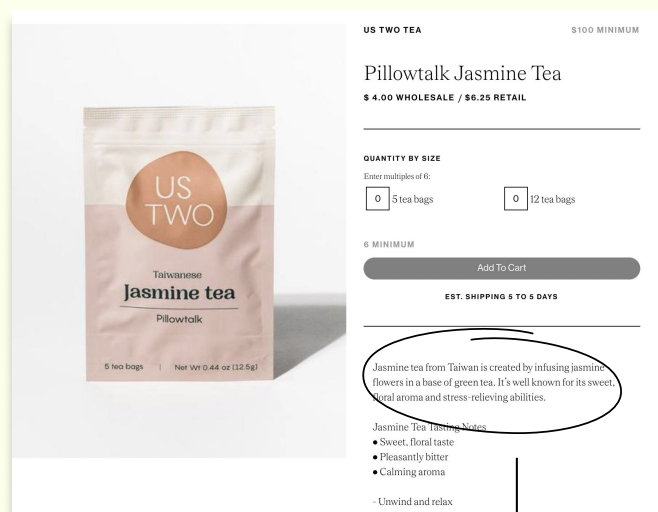 US TWO TEA
$100 MINIMUM
Pillowtalk Jasmine Tea
$ 4.00 WHOLESALE / $6.25 RETAIL
QUANTITY BY SIZE
Enter multiples of 6:
0 5 tea bags
0 12 tea bags
6 MINIMUM
Add To Cart
EST. SHIPPING 5 TO 5 DAYS
Jasmine tea from Taiwan is created by infusing jasmine
flowers in a base of green tea. It's well known for its sweet,
floral aroma and stress-relieving abilities.
Jasmine Tea Tasting Notes
• Sweet, floral taste
• Pleasantly bitter
• Calming aroma
- Unwind and relax
US
TWO
Taiwanese
Jasmine tea
Pillowtalk
5 tea bags | Net Wt 0.44 oz (12.5g)